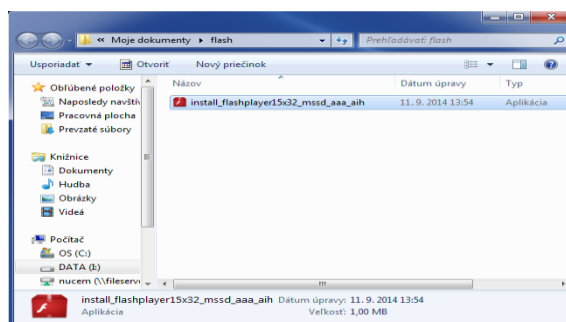 « Moje dokumenty ▸ flash
Prehľadávať: flash
Usporiadať
Otvoriť
Nový priečinok
Názov
Dátum úpravy
Typ
Obľúbené položky
Naposledy navštív
Pracovná plocha
Prevzaté súbory
Knižnice
Dokumenty
Hudba
Obrázky
Videá
Počítač
OS (C:)
DATA (E:)
nucem (\\fileserv
install_flashplayer15x32_mssd_aaa_aih
11. 9. 2014 13:54
Aplikácia
install_flashplayer15x32_mssd_aaa_aih Dátum úpravy: 11. 9. 2014 13:54
Aplikácia
Veľkosť: 1,00 MB